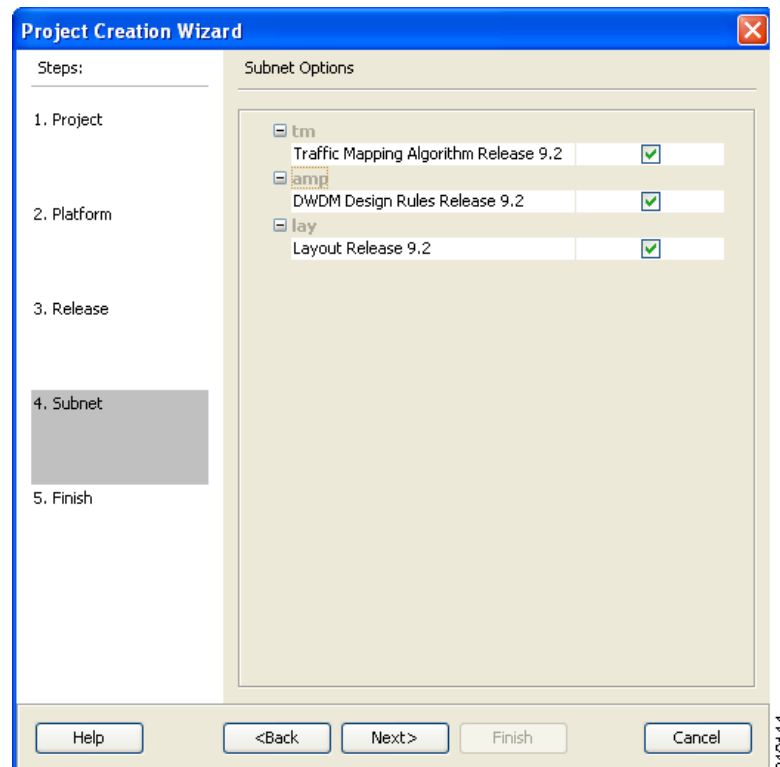 Project Creation Wizard
Steps:
Subnet Options
1. Project
2. Platform
3. Release
4. Subnet
5. Finish
tm
Traffic Mapping Algorithm Release 9.2
amp
DWDM Design Rules Release 9.2
lay
Layout Release 9.2
Help
<Back
Next>
Finish
Cancel